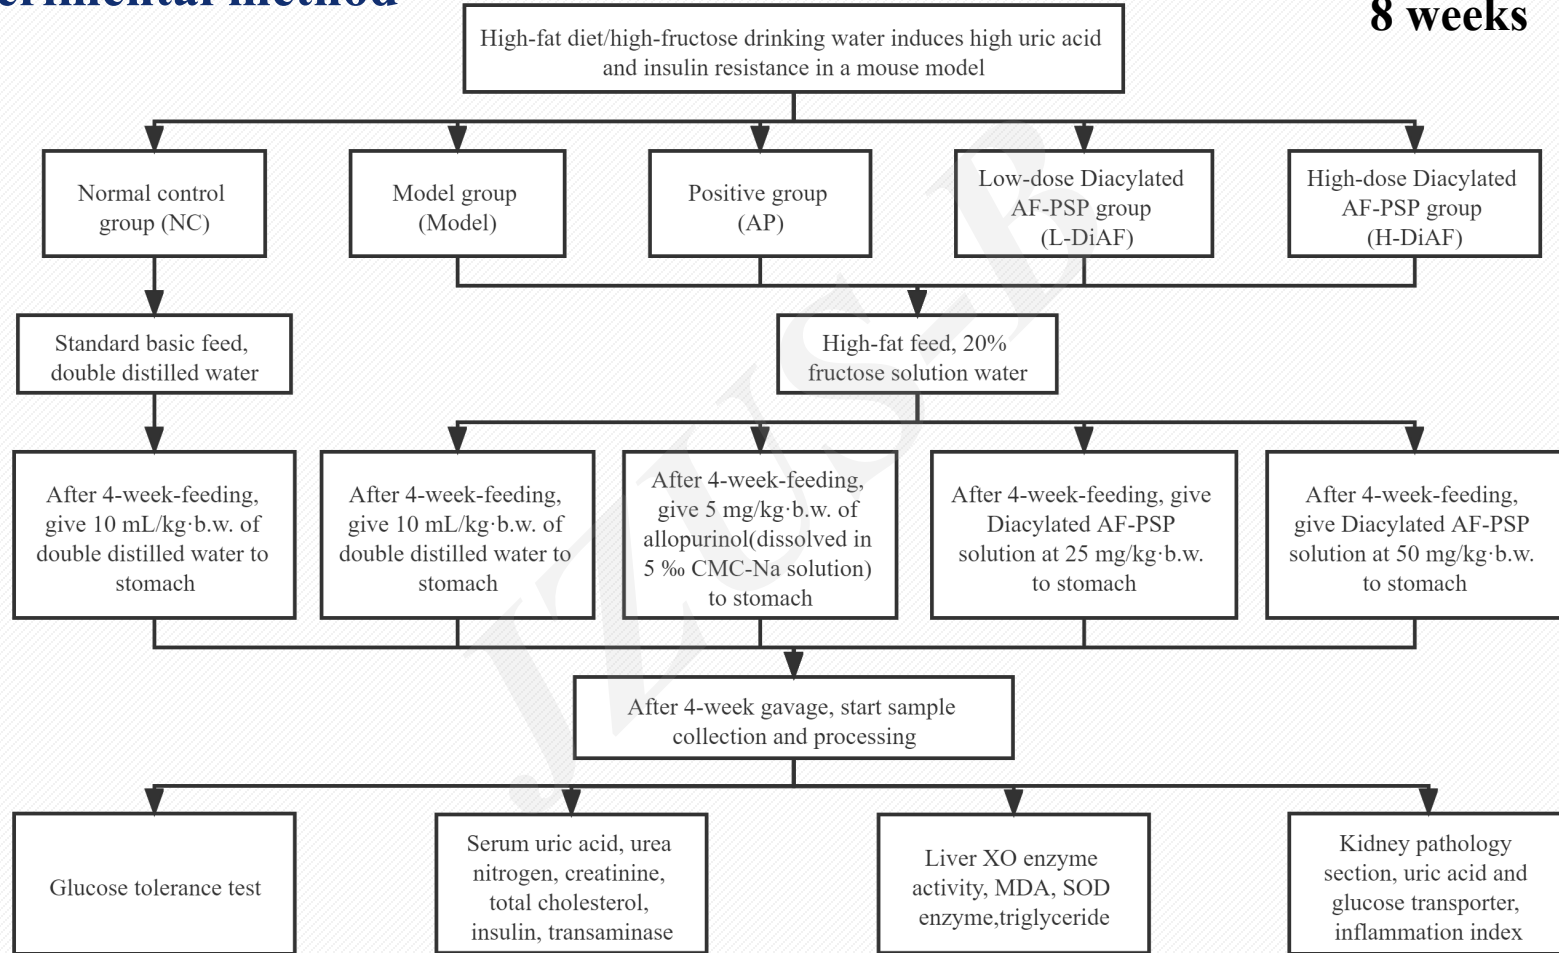 erimental method
8 weeks
High-fat diet/high-fructose drinking water induces high uric acid
and insulin resistance in a mouse model
Normal control
group (NC)
Model group
(Model)
Positive group
(AP)
Low-dose Diacylated
AF-PSP group
(L-DiAF)
High-dose Diacylated
AF-PSP group
(H-DiAF)
Standard basic feed,
double distilled water
High-fat feed, 20%
fructose solution water
After 4-week-feeding,
give 10 mL/kg·b.w. of
double distilled water to
stomach
After 4-week-feeding,
give 10 mL/kg·b.w. of
double distilled water to
stomach
After 4-week-feeding,
give 5 mg/kg·b.w. of
allopurinol(dissolved in
5 ‰ CMC-Na solution)
to stomach
After 4-week-feeding, give
Diacylated AF-PSP
solution at 25 mg/kg·b.w.
to stomach
After 4-week-feeding,
give Diacylated AF-PSP
solution at 50 mg/kg·b.w.
to stomach
After 4-week gavage, start sample
collection and processing
Glucose tolerance test
Serum uric acid, urea
nitrogen, creatinine,
total cholesterol,
insulin, transaminase
Liver XO enzyme
activity, MDA, SOD
enzyme,triglyceride
Kidney pathology
section, uric acid and
glucose transporter,
inflammation index
JZUS-B